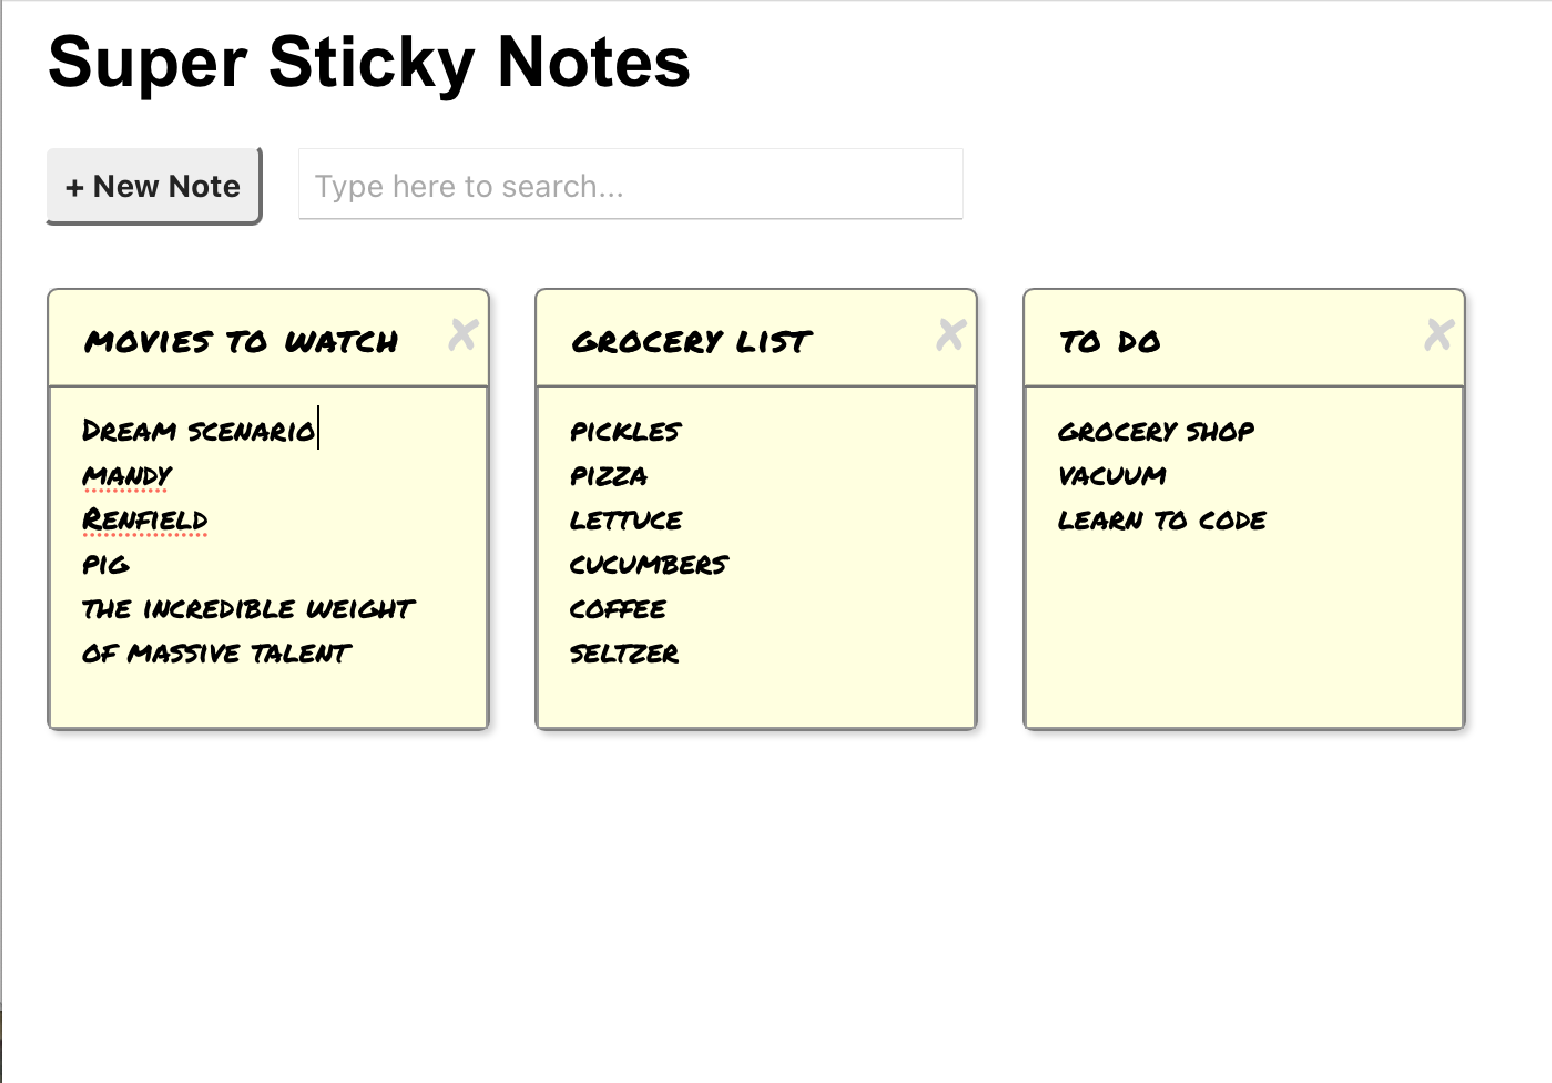 Super Sticky Notes
+ New Note
Type here to search...
MOVIES TO WATCH
DREAM SCENARIO
MANDY
RENFIELD
PIG
THE INCREDIBLE WEIGHT
OF MASSIVE TALENT
GROCERY LIST
PICKLES
PIZZA
LETTUCE
CUCUMBERS
COFFEE
SELTZER
TO DO
GROCERY SHOP
VACUUM
LEARN TO CODE